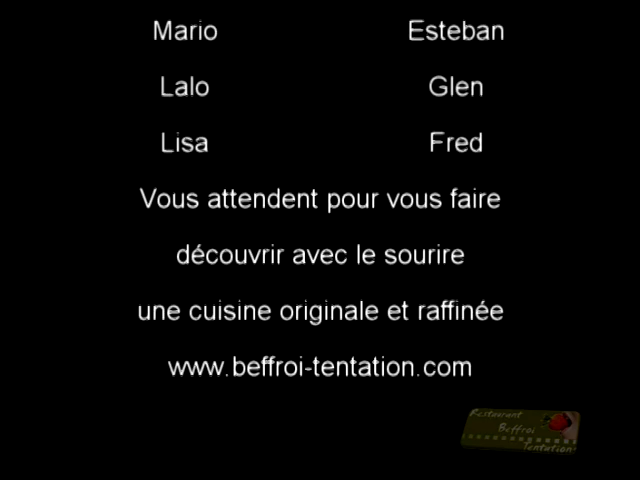 Mario Esteban
Lalo Glen
Lisa Fred
Vous attendent pour vous faire
découvrir avec le sourire
une cuisine originale et raffinée
www.beffroi-tentation.com
Restaurant
Beffroi
Tentation